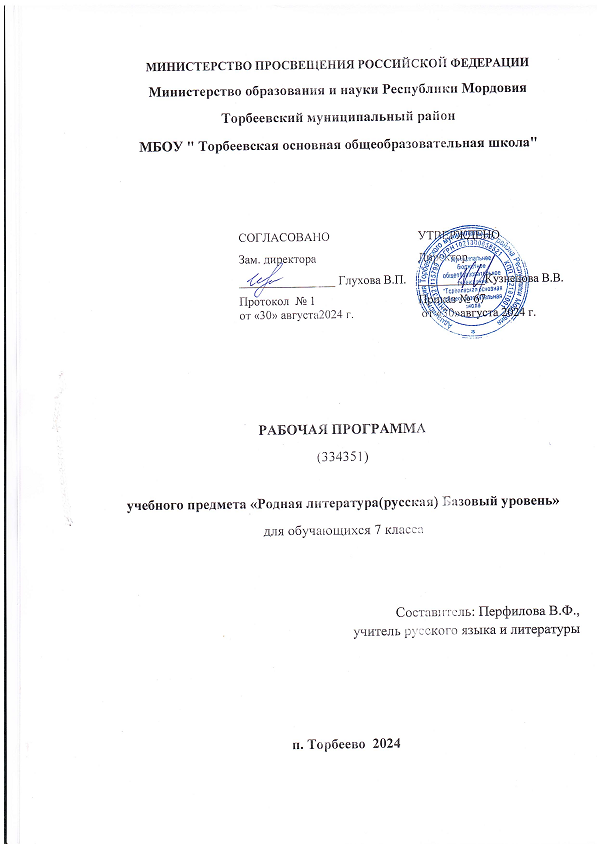 МИНИСТЕРСТВО ПРОСВЕЩЕНИЯ РОССИЙСКОЙ ФЕДЕРАЦИИ
Министерство образования и науки Республики Мордовия
Торбеевский муниципальный район
МБОУ " Торбеевская основная общеобразовательная школа"
СОГЛАСОВАНО
Зам. директора
____________ Глухова В.П.
Протокол № 1
от «30» августа2024 г.
УТВЕРЖДЕНО
Директор
Кузнецова В.В.
Приказ № 67
от «30»августа 2024 г.
РАБОЧАЯ ПРОГРАММА
(334351)
учебного предмета «Родная литература(русская) Базовый уровень»
для обучающихся 7 класса
Составитель: Перфилова В.Ф.,
учитель русского языка и литературы
п. Торбеево 2024